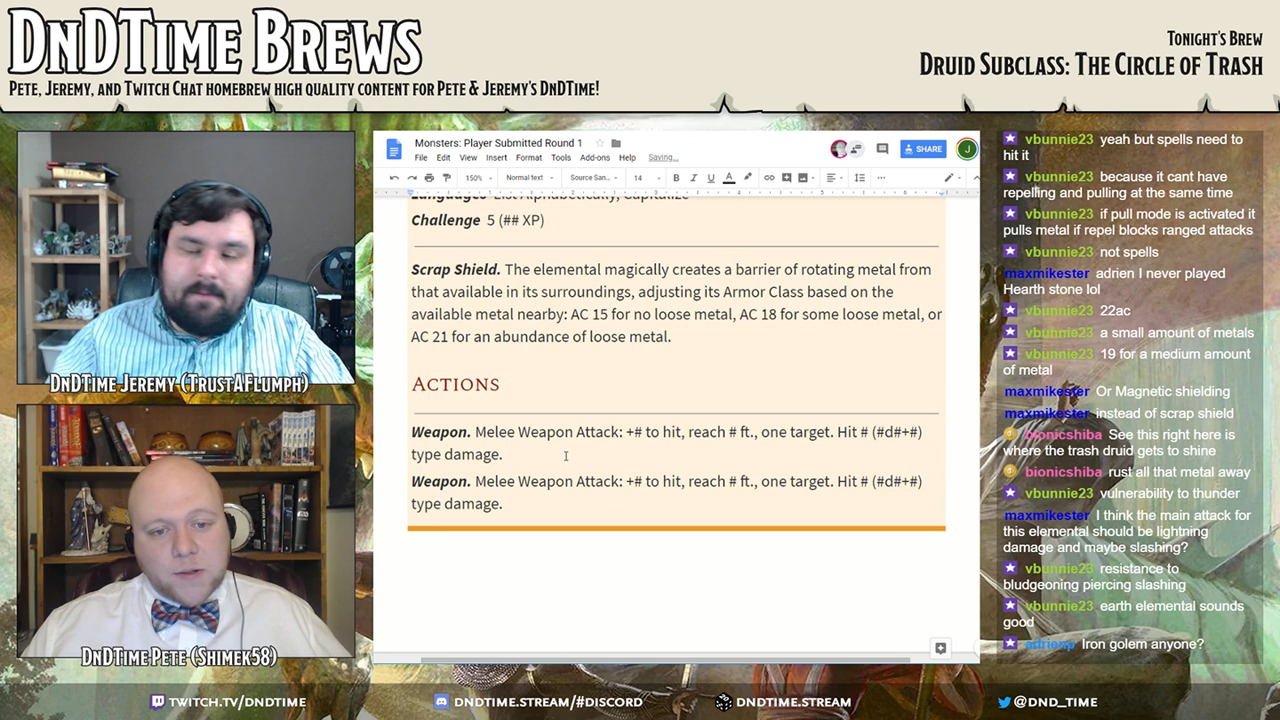 DnDTime Brews
Pete, Jeremy, and Twitch Chat homebrew high quality content for Pete & Jeremy's DnDTime!
Tonight's Brew
Druid Subclass: The Circle of Trash
DnDTime Jeremy (TrustAFlumph)
DnDTime Pete (Shimek58)
Monsters: Player Submitted Round 1
File Edit View Insert Format Tools Add-ons Help Saving...
SHARE
J
150% Normal text Source San... 14 B I U A
Languages List Alphabetically, Capitalize
Challenge 5 (## XP)
Scrap Shield. The elemental magically creates a barrier of rotating metal from
that available in its surroundings, adjusting its Armor Class based on the
available metal nearby: AC 15 for no loose metal, AC 18 for some loose metal, or
AC 21 for an abundance of loose metal.
Actions
Weapon. Melee Weapon Attack: +# to hit, reach # ft., one target. Hit # (#d#+#)
type damage.
Weapon. Melee Weapon Attack: +# to hit, reach # ft., one target. Hit # (#d#+#)
type damage.
vbunnie23 yeah but spells need to
hit it
vbunnie23 because it cant have
repelling and pulling at the same time
vbunnie23 if pull mode is activated it
pulls metal if repel blocks ranged attacks
vbunnie23 not spells
maxmikester adrien I never played
Hearth stone lol
vbunnie23 22ac
vbunnie23 a small amount of metals
vbunnie23 19 for a medium amount
of metal
maxmikester Or Magnetic shielding
maxmikester instead of scrap shield
bionicshiba See this right here is
where the trash druid gets to shine
bionicshiba rust all that metal away
vbunnie23 vulnerability to thunder
maxmikester I think the main attack for
this elemental should be lightning
damage and maybe slashing?
vbunnie23 resistance to
bludgeoning piercing slashing
vbunnie23 earth elemental sounds
good
Iron golem anyone?
twitch.tv/dndtime
dndtime.stream/#discord
dndtime.stream
@dnd_time